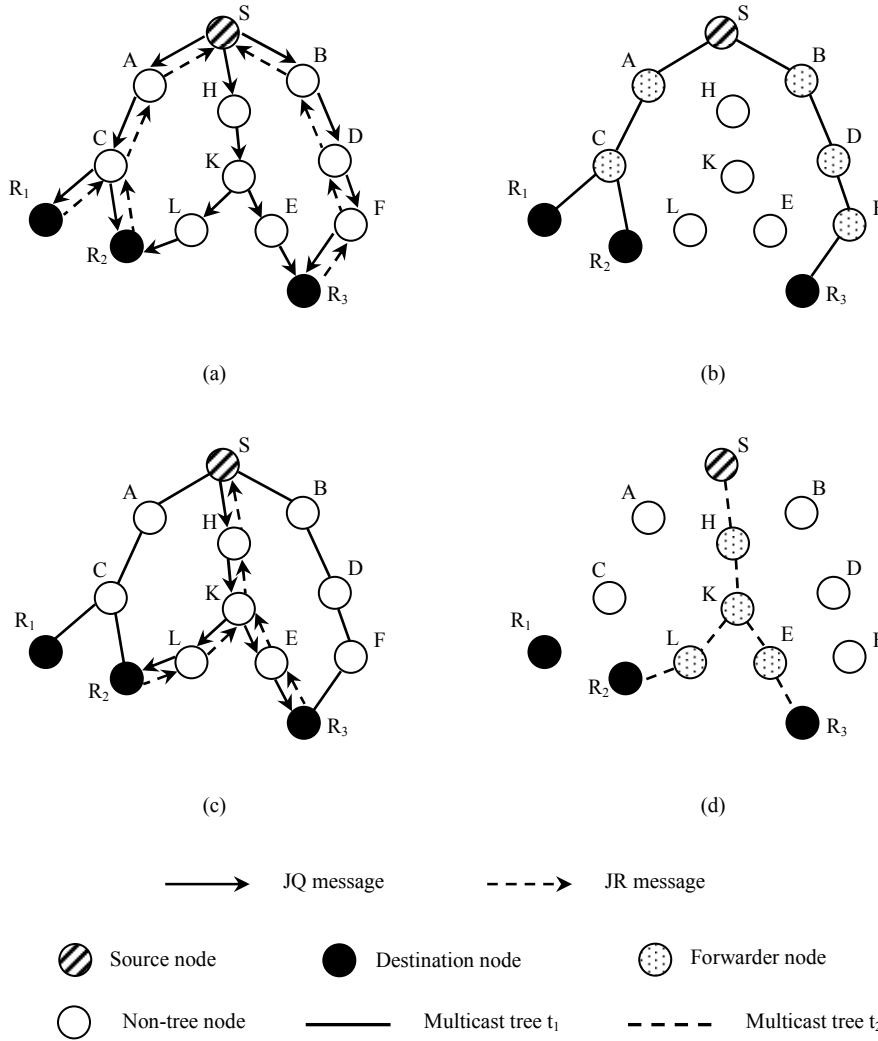 S
A
B
H
C
D
K
R1
L
E
F
R2
R3
(a)
S
A
B
H
C
D
K
R1
L
E
F
R2
R3
(b)
S
A
B
H
C
D
K
R1
L
E
F
R2
R3
(c)
S
A
B
H
C
D
K
R1
L
E
F
R2
R3
(d)
JQ message
JR message
Source node
Destination node
Forwarder node
Non-tree node
Multicast tree t1
Multicast tree t2